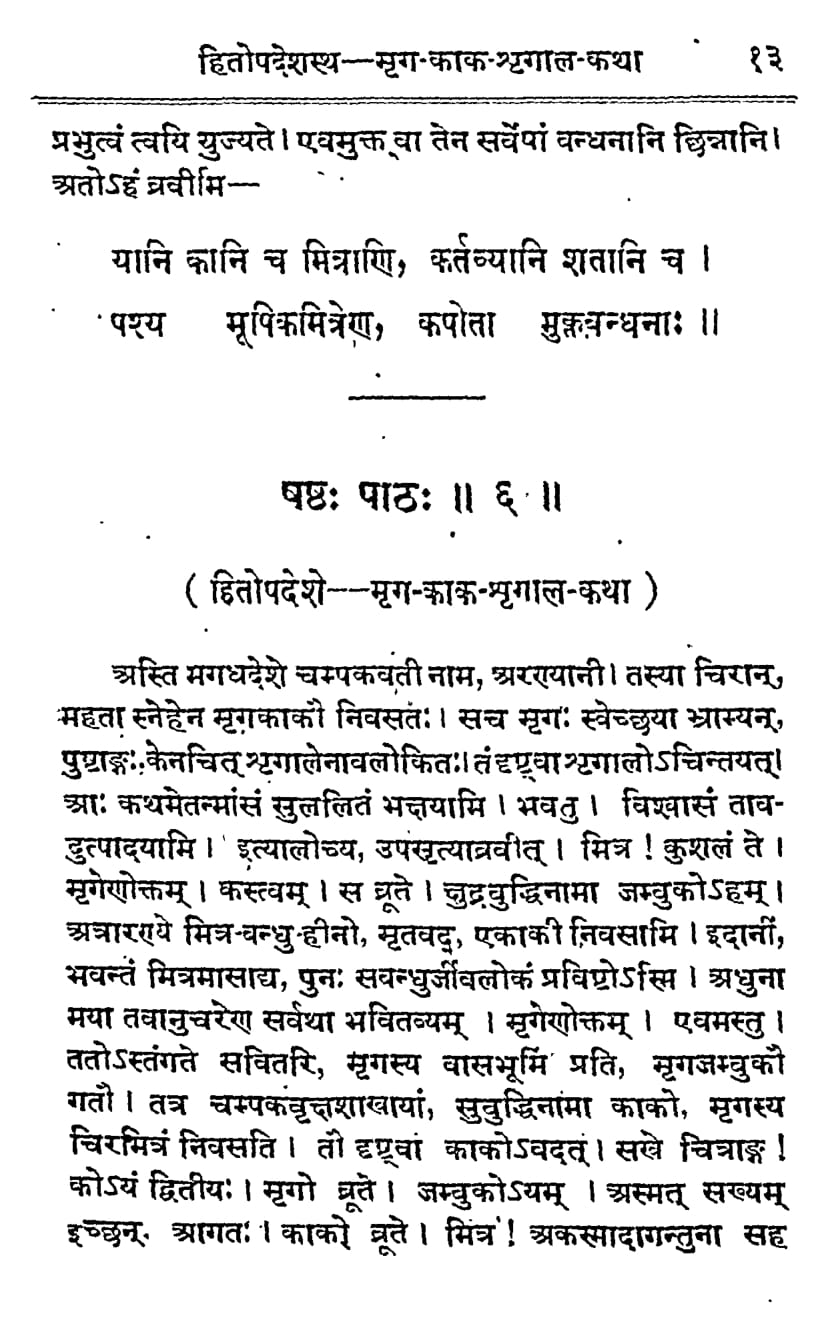 हितोपदेशस्य—मृग-काक-शृगाल-कथा १३
प्रभुत्वं त्वयि युज्यते। एवमुक्त्वा तेन सर्वेषां वन्धनानि छिन्नानि।
अतोऽहं व्रवीमि—
यानि कानि च मित्राणि, कर्तव्यानि शतानि च ।
पश्य मूषिकमित्रेण, कपोता मुक्तवन्धनाः ॥
षष्ठः पाठः ॥ ६ ॥
( हितोपदेशे—मृग-काक-शृगाल-कथा )
अस्ति मगधदेशे चम्पकवती नाम, अरण्यानी। तस्या चिरान्,
महता स्नेहेन मृगकाकौ निवसतः। सच मृगः स्वेच्छया भ्राम्यन्,
पुष्टाङ्गः केनचित् शृगालेनावलोकितः। तं दृष्ट्वा शृगालोऽचिन्तयत्।
आः कथमेतन्मांसं सुललितं भक्षयामि । भवतु । विश्वासं ताव-
दुत्पादयामि । इत्यालोच्य, उपसृत्याव्रवीत् । मित्र ! कुशलं ते ।
मृगेणोक्तम् । कस्त्वम् । स व्रूते । क्षुद्रवुद्धिनामा जम्वुकोऽहम् ।
अत्रारण्ये मित्र-वन्धु-हीनो, मृतवद्, एकाकी निवसामि । इदानीं,
भवन्तं मित्रमासाद्य, पुनः सवन्धुर्जीवलोकं प्रविष्टोऽस्मि । अधुना
मया तवानुचरेण सर्वथा भवितव्यम् । मृगेणोक्तम् । एवमस्तु ।
ततोऽस्तंगते सवितरि, मृगस्य वासभूमिं प्रति, मृगजम्वुकौ
गतौ । तत्र चम्पकवृक्षशाखायां, सुवुद्धिनामा काको, मृगस्य
चिरमित्रं निवसति । तौ दृष्ट्वा काकोऽवदत् । सखे चित्राङ्ग !
कोऽयं द्वितीयः । मृगो व्रूते । जम्वुकोऽयम् । अस्मत् सख्यम्
इच्छन्. आगतः । काको व्रूते । मित्र ! अकस्मादागन्तुना सह